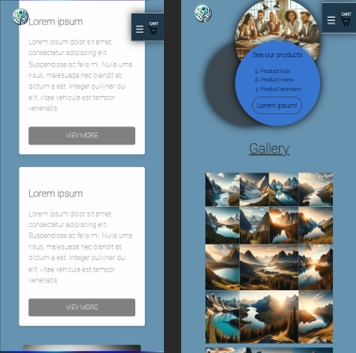 Lorem ipsum
CART
Lorem ipsum dolor sit amet,
consectetur adipiscing elit.
Suspendisse ac felis mi. Nulla urna
risus, malesuada nec blandit at,
dictum a est. Integer pulvinar dui
elit, vitae vehicula est tempor
venenatis.
VIEW MORE
Lorem ipsum
Lorem ipsum dolor sit amet,
consectetur adipiscing elit.
Suspendisse ac felis mi. Nulla urna
risus, malesuada nec blandit at,
dictum a est. Integer pulvinar dui
elit, vitae vehicula est tempor
venenatis.
VIEW MORE
CART
See our products
α. Product kids
β. Product mens
γ. Product womens
Lorem ipsum!
Gallery